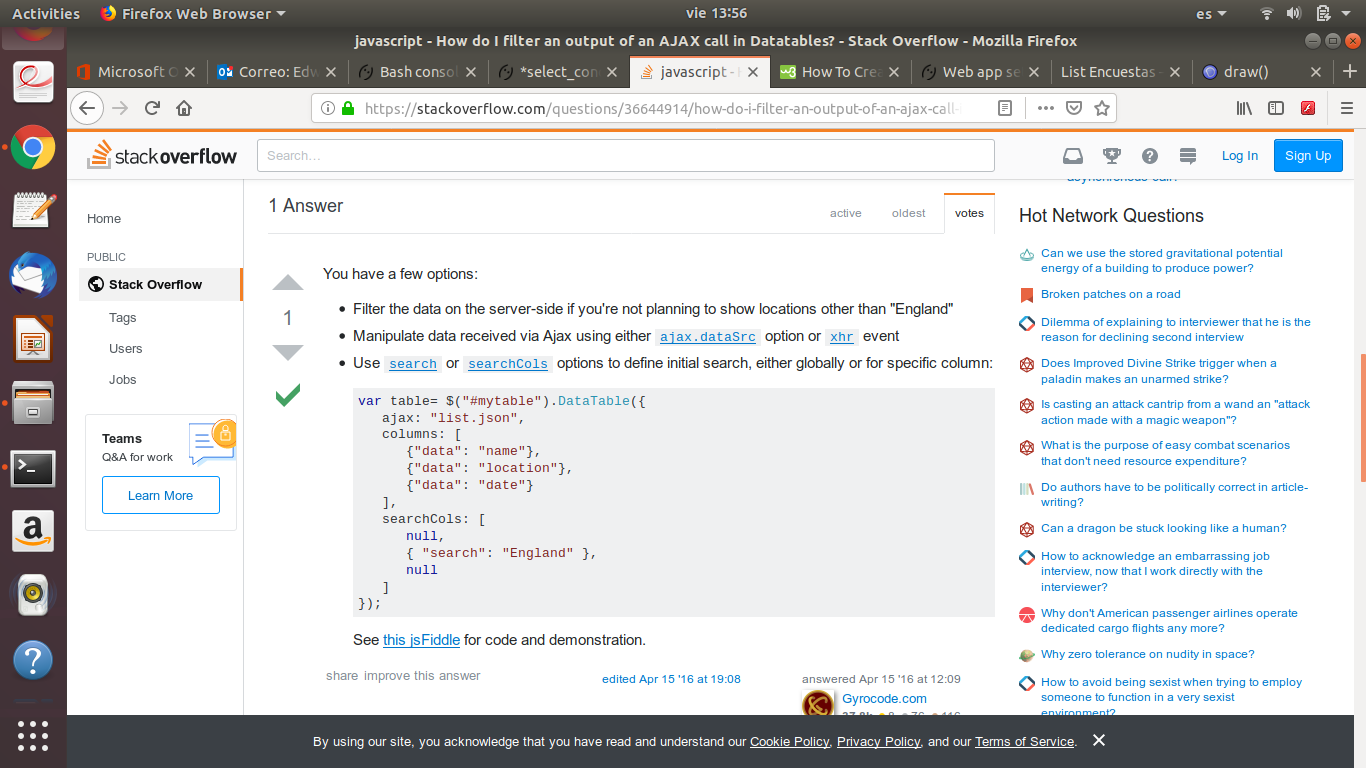 Activities
Firefox Web Browser
vie 13:56
es
javascript - How do I filter an output of an AJAX call in Datatables? - Stack Overflow - Mozilla Firefox
Microsoft O
Correo: Edw
Bash consol
*select_con
javascript - H
How To Crea
Web app se
List Encuestas -
draw()
https://stackoverflow.com/questions/36644914/how-do-i-filter-an-output-of-an-ajax-call-
stackoverflow
Search...
Log In
Sign Up
Home
PUBLIC
Stack Overflow
Tags
Users
Jobs
Teams
Q&A for work
Learn More
1 Answer
active
oldest
votes
1
You have a few options:
• Filter the data on the server-side if you're not planning to show locations other than "England"
• Manipulate data received via Ajax using either ajax.dataSrc option or xhr event
• Use search or searchCols options to define initial search, either globally or for specific column:
var table= $("#mytable").DataTable({
   ajax: "list.json",
   columns: [
      {"data": "name"},
      {"data": "location"},
      {"data": "date"}
   ],
   searchCols: [
      null,
      { "search": "England" },
      null
   ]
});
See this jsFiddle for code and demonstration.
share improve this answer
edited Apr 15 '16 at 19:08
answered Apr 15 '16 at 12:09
Gyrocode.com
asynchronous call?
Hot Network Questions
Can we use the stored gravitational potential
energy of a building to produce power?
Broken patches on a road
Dilemma of explaining to interviewer that he is the
reason for declining second interview
Does Improved Divine Strike trigger when a
paladin makes an unarmed strike?
Is casting an attack cantrip from a wand an "attack
action made with a magic weapon"?
What is the purpose of easy combat scenarios
that don't need resource expenditure?
Do authors have to be politically correct in article-
writing?
Can a dragon be stuck looking like a human?
How to acknowledge an embarrassing job
interview, now that I work directly with the
interviewer?
Why don't American passenger airlines operate
dedicated cargo flights any more?
Why zero tolerance on nudity in space?
How to avoid being sexist when trying to employ
someone to function in a very sexist
environment?
By using our site, you acknowledge that you have read and understand our Cookie Policy, Privacy Policy, and our Terms of Service.